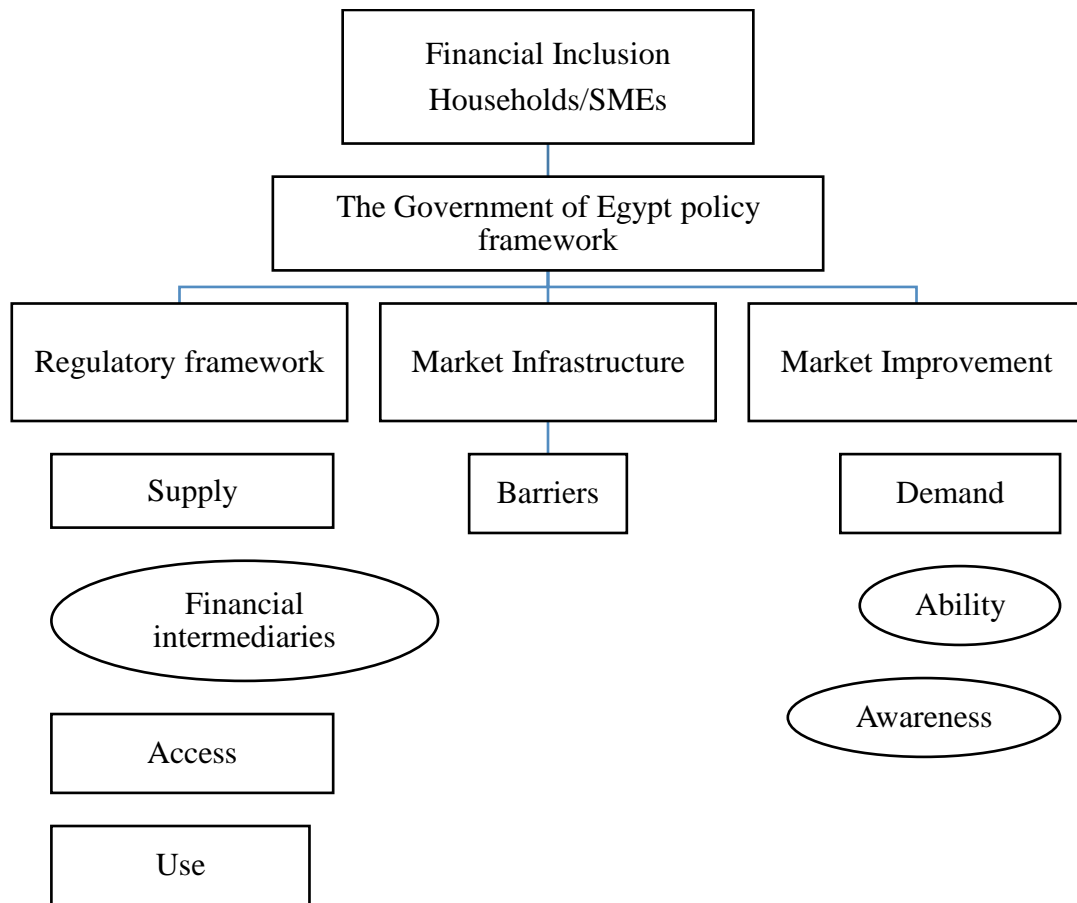 Financial Inclusion
Households/SMEs
The Government of Egypt policy
framework
Regulatory framework
Market Infrastructure
Market Improvement
Supply
Barriers
Demand
Financial
intermediaries
Ability
Awareness
Access
Use